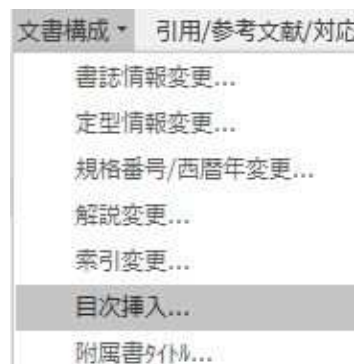 文書構成▼ 引用/参考文献/対応
書誌情報変更...
定型情報変更...
規格番号/西暦年変更...
解説変更...
索引変更...
目次挿入...
附属書ﾀｲﾄﾙ...